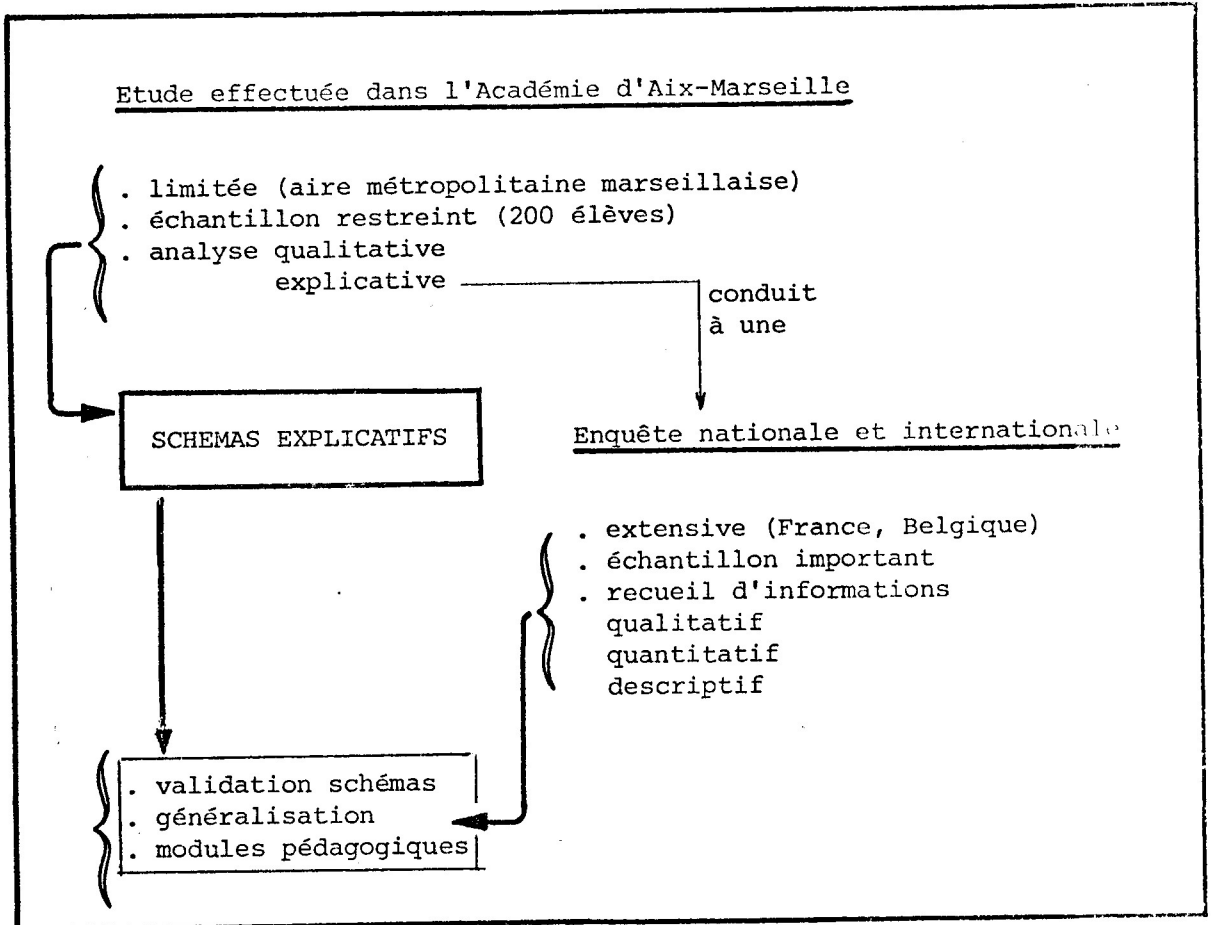 Etude effectuée dans l'Académie d'Aix-Marseille
. limitée (aire métropolitaine marseillaise)
. échantillon restreint (200 élèves)
. analyse qualitative
explicative
conduit
à une
SCHEMAS EXPLICATIFS
Enquête nationale et internationale
. extensive (France, Belgique)
. échantillon important
. recueil d'informations
qualitatif
quantitatif
descriptif
. validation schémas
. généralisation
. modules pédagogiques